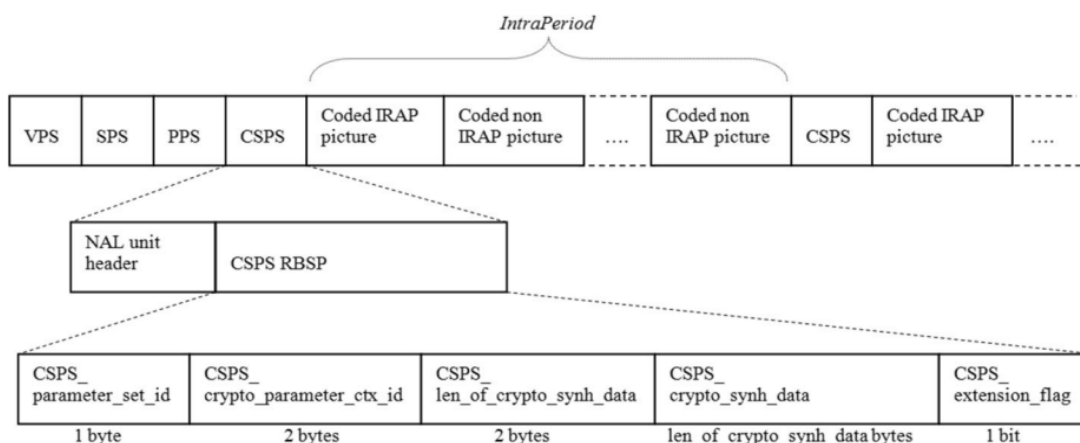 IntraPeriod
VPS
SPS
PPS
CSPS
Coded IRAP
picture
Coded non
IRAP picture
....
Coded non
IRAP picture
CSPS
Coded IRAP
picture
....
NAL unit
header
CSPS RBSP
CSPS_
parameter_set_id
CSPS_
crypto_parameter_ctx_id
CSPS_
len_of_crypto_synh_data
CSPS_
crypto_synh_data
CSPS_
extension_flag
1 byte
2 bytes
2 bytes
len_of_crypto_synh_data bytes
1 bit